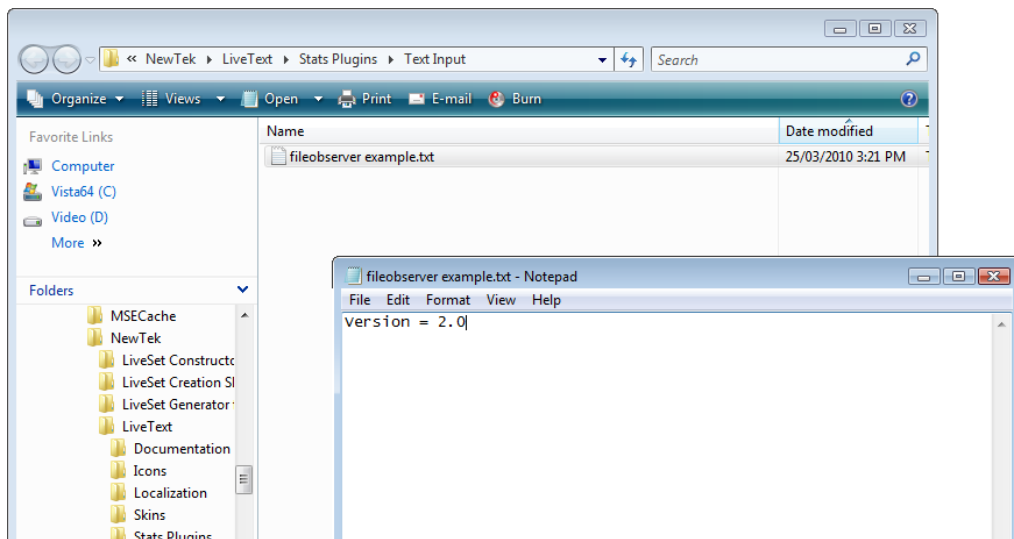 « NewTek ▸ LiveText ▸ Stats Plugins ▸ Text Input
Search
Organize Views Open Print E-mail Burn
Favorite Links
Computer
Vista64 (C)
Video (D)
More »
Folders
MSECache
NewTek
LiveSet Constructo
LiveSet Creation
LiveSet Generator
LiveText
Documentation
Icons
Localization
Skins
Stats Plugins
Name Date modified
fileobserver example.txt 25/03/2010 3:21 PM
fileobserver example.txt - Notepad
File Edit Format View Help
version = 2.0